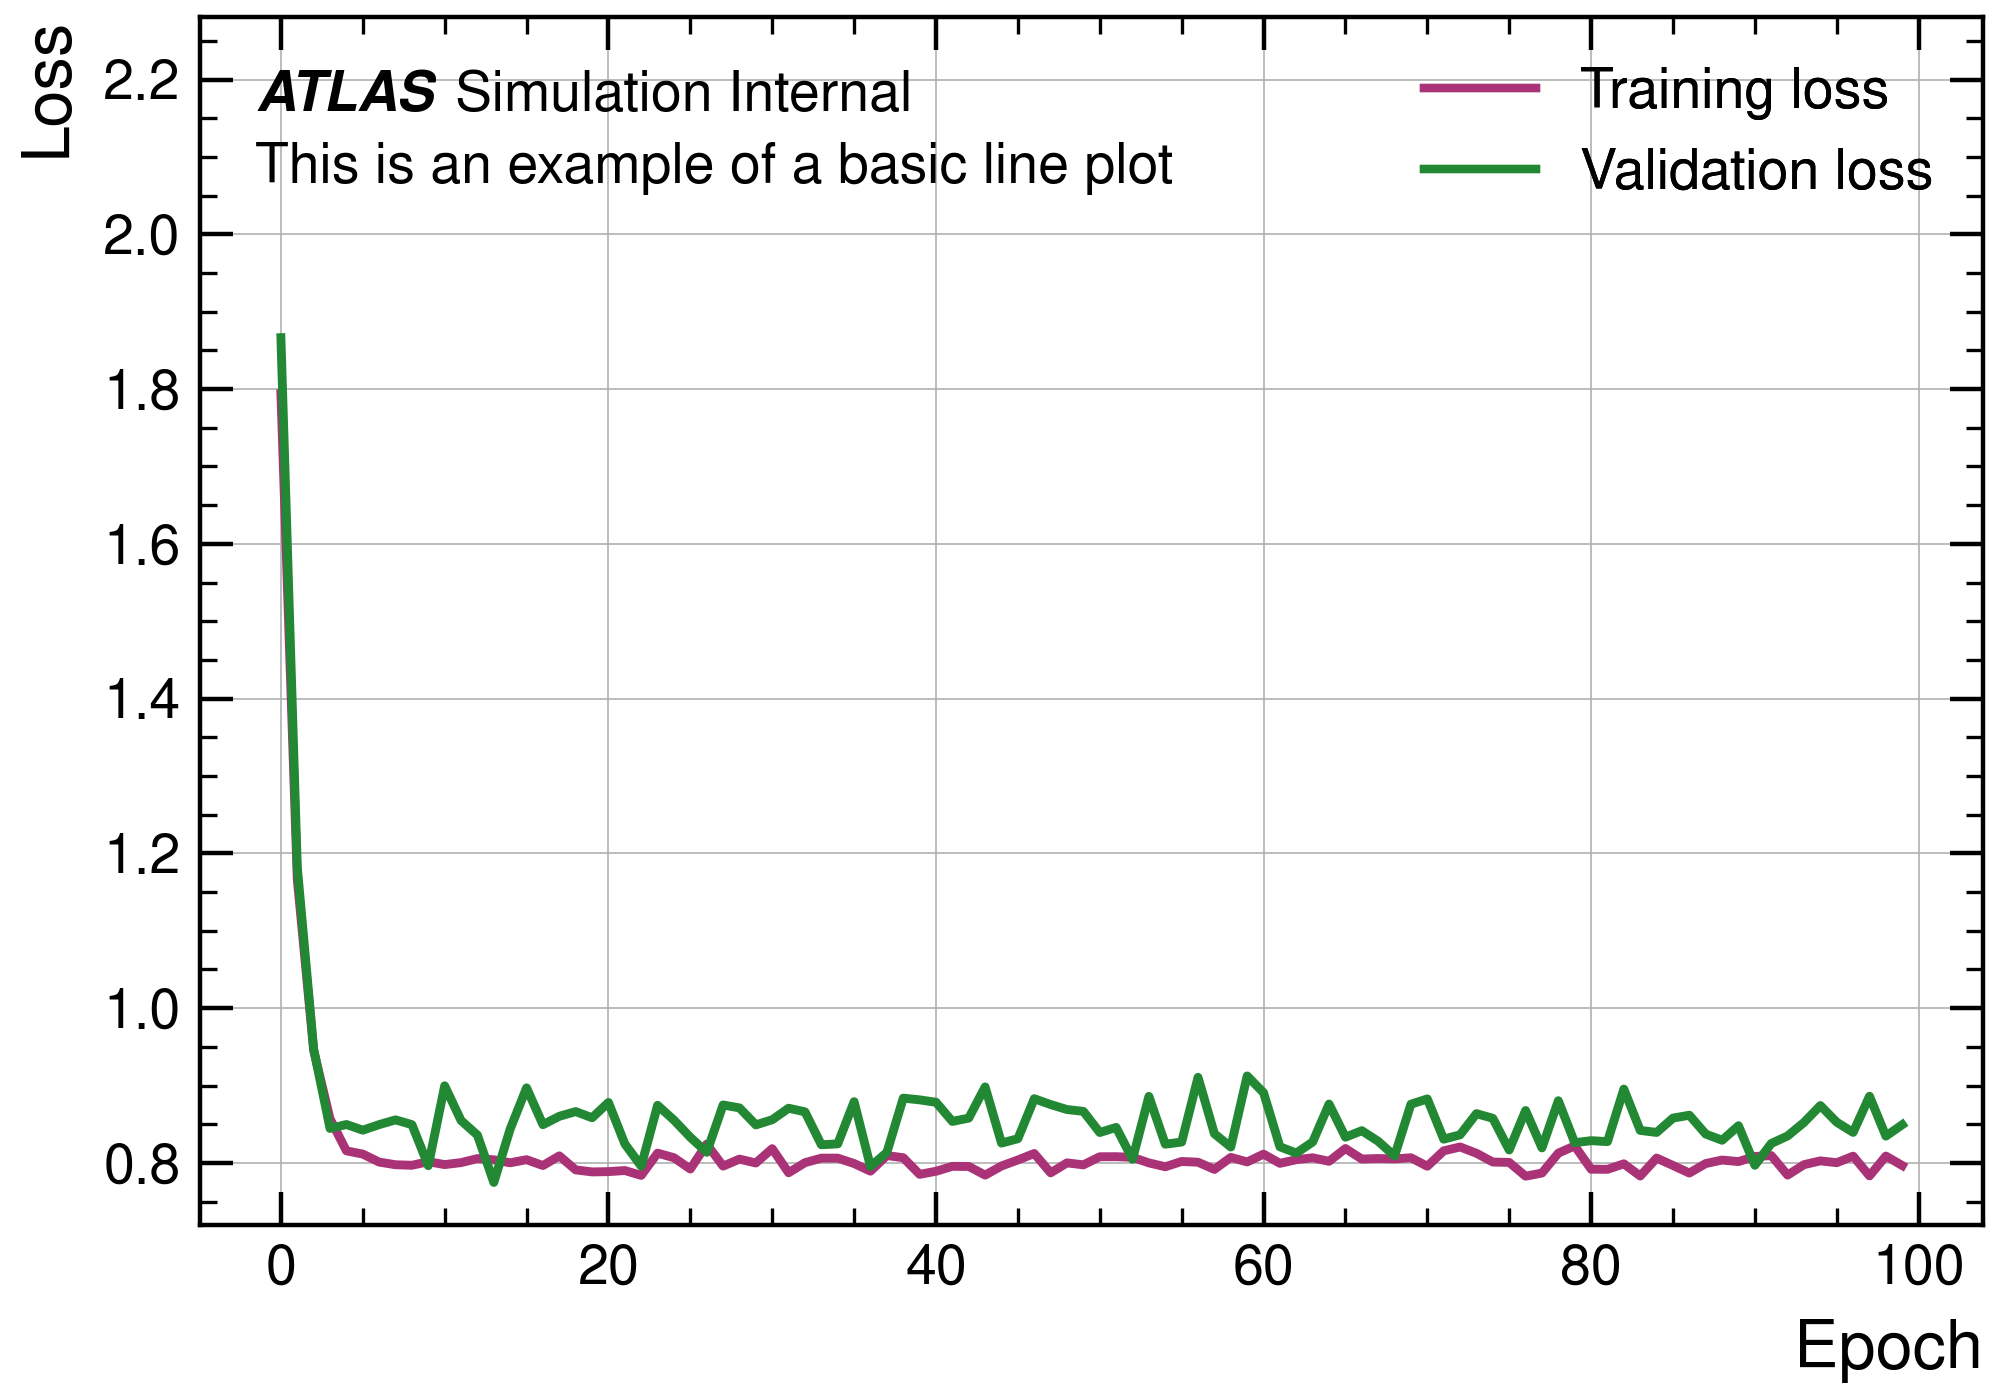 Loss
2.2
2.0
1.8
1.6
1.4
1.2
1.0
0.8
ATLAS Simulation Internal
This is an example of a basic line plot
Training loss
Validation loss
0 20 40 60 80 100
Epoch